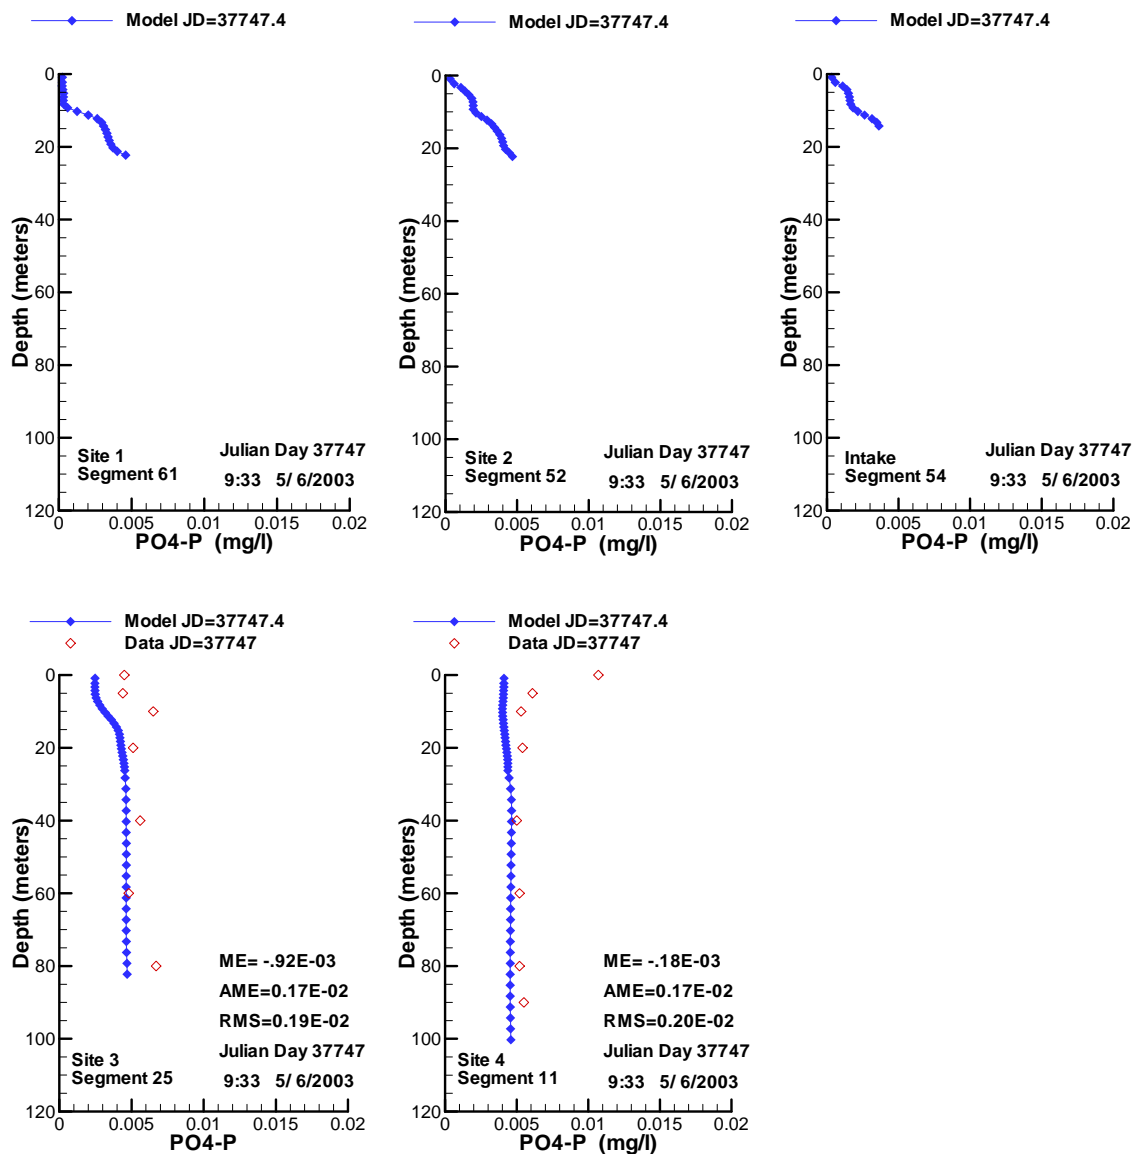 Model JD=37747.4
0
20
40
60
80
100
120
Depth (meters)
Site 1
Segment 61
Julian Day 37747
9:33 5/ 6/2003
0 0.005 0.01 0.015 0.02
PO4-P (mg/l)
Model JD=37747.4
0
20
40
60
80
100
120
Depth (meters)
Site 2
Segment 52
Julian Day 37747
9:33 5/ 6/2003
0 0.005 0.01 0.015 0.02
PO4-P (mg/l)
Model JD=37747.4
0
20
40
60
80
100
120
Depth (meters)
Intake
Segment 54
Julian Day 37747
9:33 5/ 6/2003
0 0.005 0.01 0.015 0.02
PO4-P (mg/l)
Model JD=37747.4
Data JD=37747
0
20
40
60
80
100
120
Depth (meters)
ME= -.92E-03
AME=0.17E-02
RMS=0.19E-02
Site 3
Segment 25
Julian Day 37747
9:33 5/ 6/2003
0 0.005 0.01 0.015 0.02
PO4-P
Model JD=37747.4
Data JD=37747
0
20
40
60
80
100
120
Depth (meters)
ME= -.18E-03
AME=0.17E-02
RMS=0.20E-02
Site 4
Segment 11
Julian Day 37747
9:33 5/ 6/2003
0 0.005 0.01 0.015 0.02
PO4-P (mg/l)